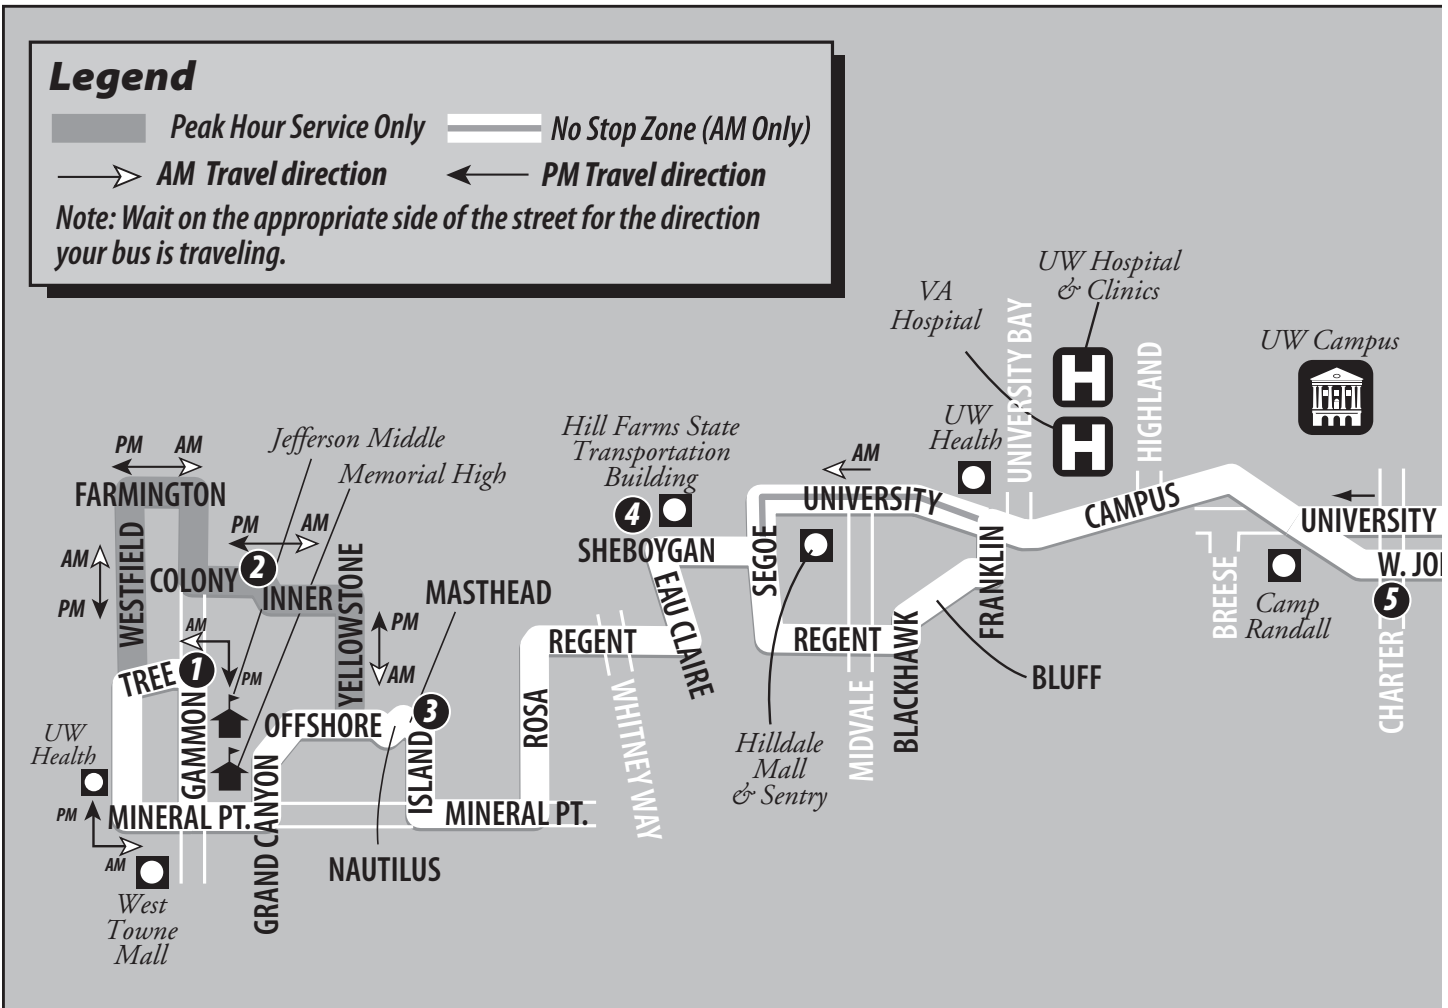 Legend
Peak Hour Service Only
No Stop Zone (AM Only)
AM Travel direction
PM Travel direction
Note: Wait on the appropriate side of the street for the direction
your bus is traveling.
UW Hospital
& Clinics
VA
Hospital
UNIVERSITY BAY
H
H
HIGHLAND
UW Campus
UW
Health
Hill Farms State
Transportation
Building
Jefferson Middle
Memorial High
PM AM
FARMINGTON
WESTFIELD
AM
PM
PM AM
COLONY
2
INNER
YELLOWSTONE
PM
AM
MASTHEAD
4
SHEBOYGAN
EAU CLAIRE
SEGOE
AM
UNIVERSITY
FRANKLIN
CAMPUS
UNIVERSITY
W. JO
BREESE
Camp
Randall
5
CHARTER
AM
PM
TREE
1
GAMMON
OFFSHORE
3
ISLAND
REGENT
ROSA
WHITNEY WAY
REGENT
MIDVALE
BLACKHAWK
BLUFF
Hilldale
Mall
& Sentry
UW
Health
PM
AM
MINERAL PT.
GRAND CANYON
MINERAL PT.
NAUTILUS
West
Towne
Mall